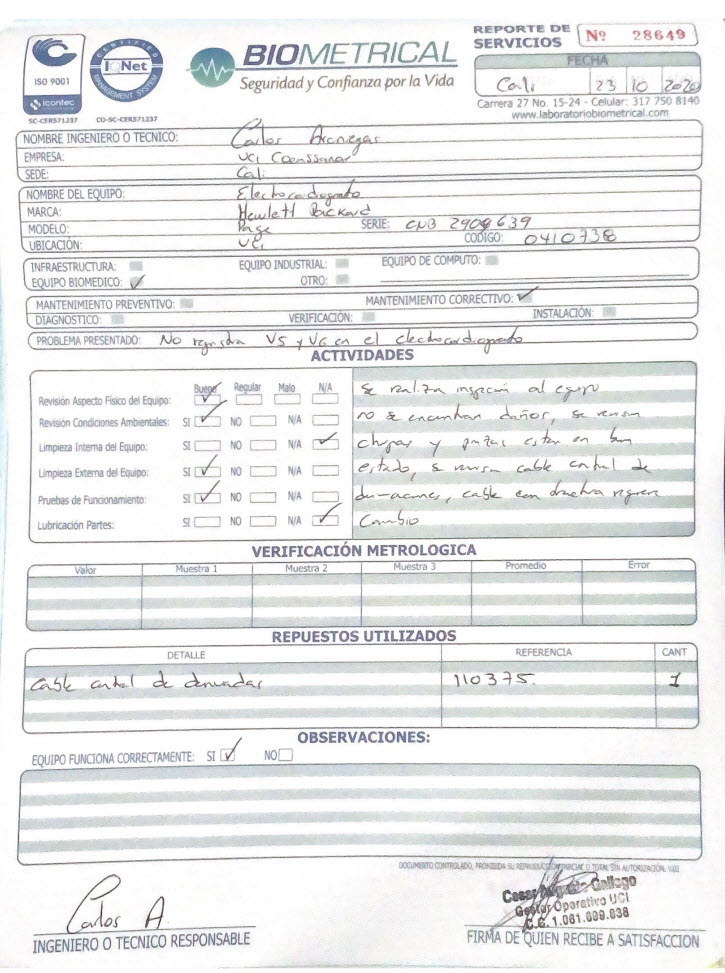 ISO 9001
icontec
SC-CER571237
CERTIFIED
IQNet
MANAGEMENT SYSTEM
CO-SC-CER571237
BIOMETRICAL
Seguridad y Confianza por la Vida
REPORTE DE SERVICIOS Nº 28649
FECHA
Cali 23 10 2020
Carrera 27 No. 15-24 - Celular: 317 750 8140
www.laboratoriobiometrical.com
NOMBRE INGENIERO O TECNICO: Carlos Arciniegas
EMPRESA: UCI
SEDE: Cali
NOMBRE DEL EQUIPO: Electrocardiografo
MARCA: Hewlett Packard
MODELO: Page SERIE: CNB 2909639
UBICACIÓN: UCI CODIGO: 0410738
INFRAESTRUCTURA: EQUIPO INDUSTRIAL: EQUIPO DE COMPUTO:
EQUIPO BIOMEDICO: ✓ OTRO:
MANTENIMIENTO PREVENTIVO: MANTENIMIENTO CORRECTIVO: ✓
DIAGNOSTICO: VERIFICACIÓN: INSTALACIÓN:
PROBLEMA PRESENTADO: No registra V5 y V6 en el electrocardiografo
ACTIVIDADES
Bueno Regular Malo N/A
Revisión Aspecto Físico del Equipo: ✓
Revisión Condiciones Ambientales: SI ✓ NO N/A
Limpieza Interna del Equipo: SI NO N/A ✓
Limpieza Externa del Equipo: SI ✓ NO N/A
Pruebas de Funcionamiento: SI ✓ NO N/A
Lubricación Partes: SI NO N/A ✓
Se realiza inspección al equipo
no se encuentran daños, se revisan
chupas y pinzas estan en buen
estado, se revisa cable central de
derivaciones, cable con requiere
Cambio
VERIFICACIÓN METROLOGICA
Valor Muestra 1 Muestra 2 Muestra 3 Promedio Error
REPUESTOS UTILIZADOS
DETALLE REFERENCIA CANT
Cable central de derivadas 110375 1
OBSERVACIONES:
EQUIPO FUNCIONA CORRECTAMENTE: SI ✓ NO
DOCUMENTO CONTROLADO, PROHIBIDA SU REPRODUCCIÓN PARCIAL O TOTAL SIN AUTORIZACIÓN.
Carlos A.
INGENIERO O TECNICO RESPONSABLE
Cesar Gallego
Gestor Operativo UCI
C.C. 1.061.
FIRMA DE QUIEN RECIBE A SATISFACCION